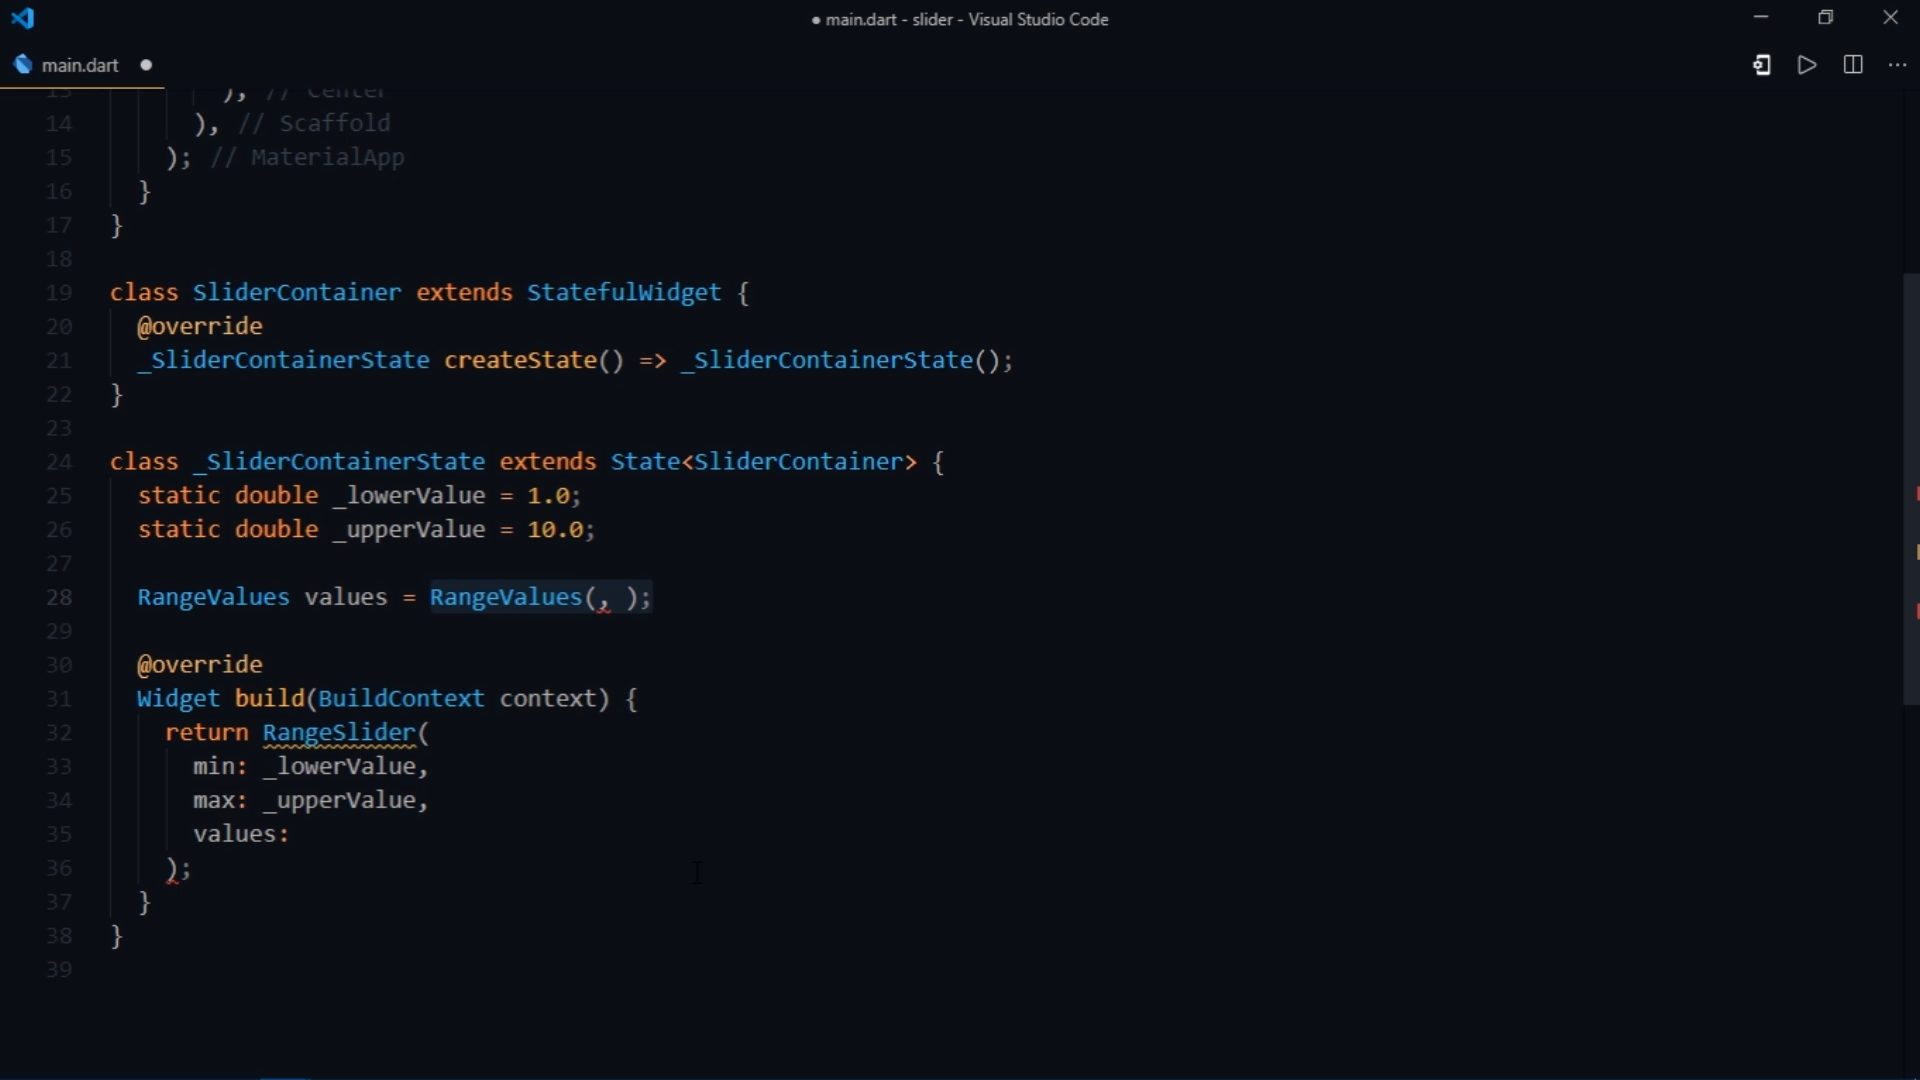 ● main.dart - slider - Visual Studio Code
main.dart ●
13 ), // Center
14 ), // Scaffold
15 ); // MaterialApp
16 }
17 }
18
19 class SliderContainer extends StatefulWidget {
20 @override
21 _SliderContainerState createState() => _SliderContainerState();
22 }
23
24 class _SliderContainerState extends State<SliderContainer> {
25 static double _lowerValue = 1.0;
26 static double _upperValue = 10.0;
27
28 RangeValues values = RangeValues(, );
29
30 @override
31 Widget build(BuildContext context) {
32 return RangeSlider(
33 min: _lowerValue,
34 max: _upperValue,
35 values:
36 );
37 }
38 }
39